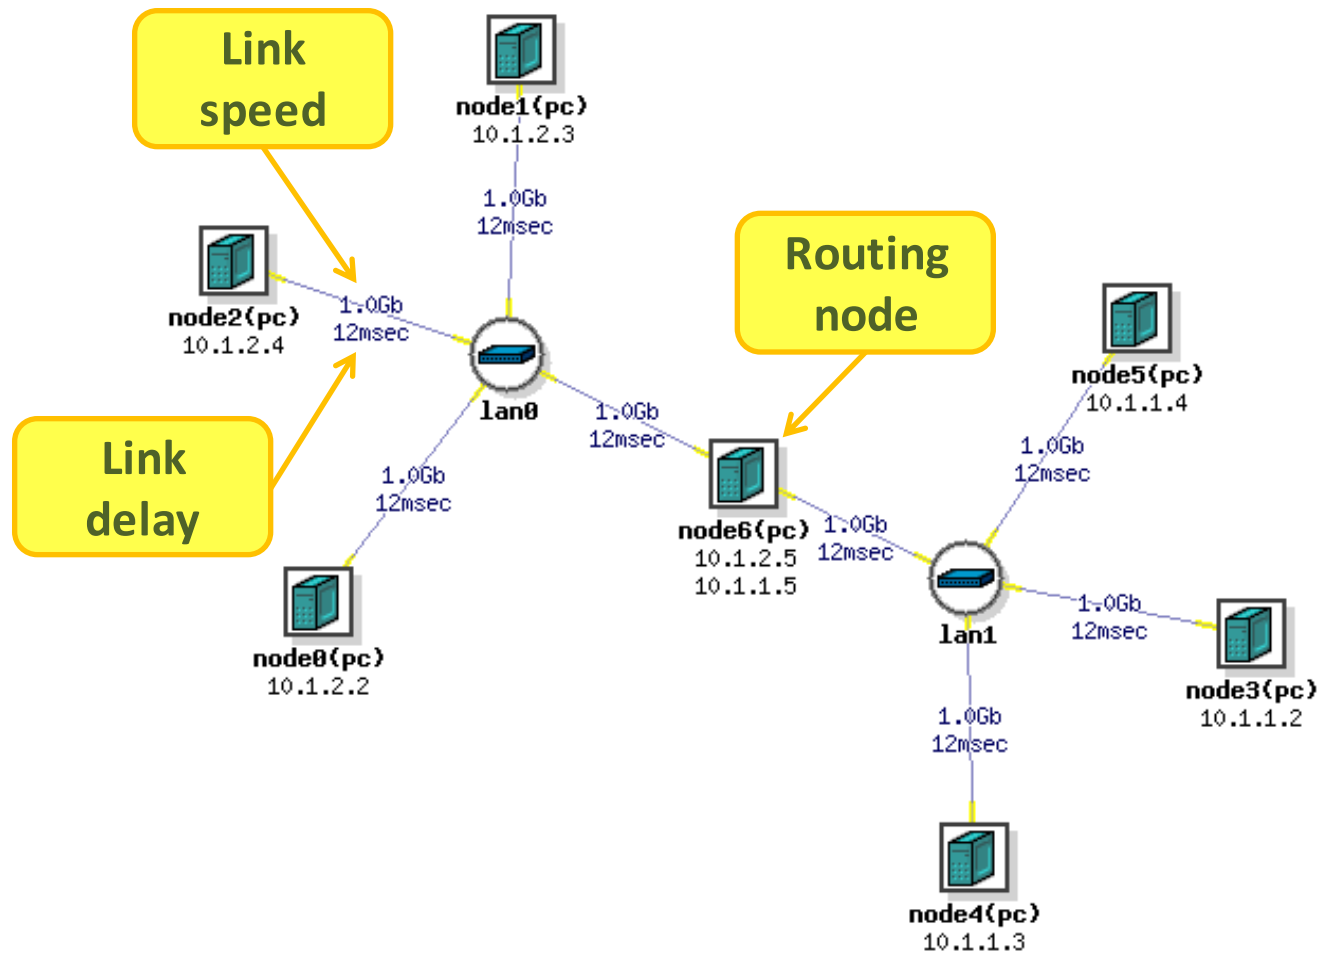 Link
speed
node1(pc)
10.1.2.3
1.0Gb
12msec
node2(pc)
10.1.2.4
1.0Gb
12msec
Routing
node
node5(pc)
10.1.1.4
lan0
1.0Gb
12msec
Link
delay
1.0Gb
12msec
node6(pc)
10.1.2.5
10.1.1.5
1.0Gb
12msec
1.0Gb
12msec
lan1
1.0Gb
12msec
node0(pc)
10.1.2.2
node3(pc)
10.1.1.2
1.0Gb
12msec
node4(pc)
10.1.1.3